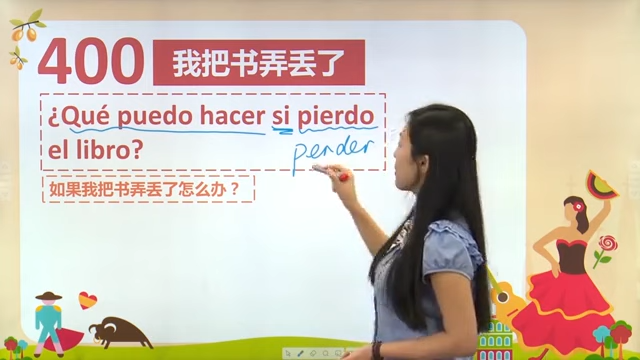 400 我把书弄丢了
¿Qué puedo hacer si pierdo
el libro?
perder
如果我把书弄丢了怎么办？